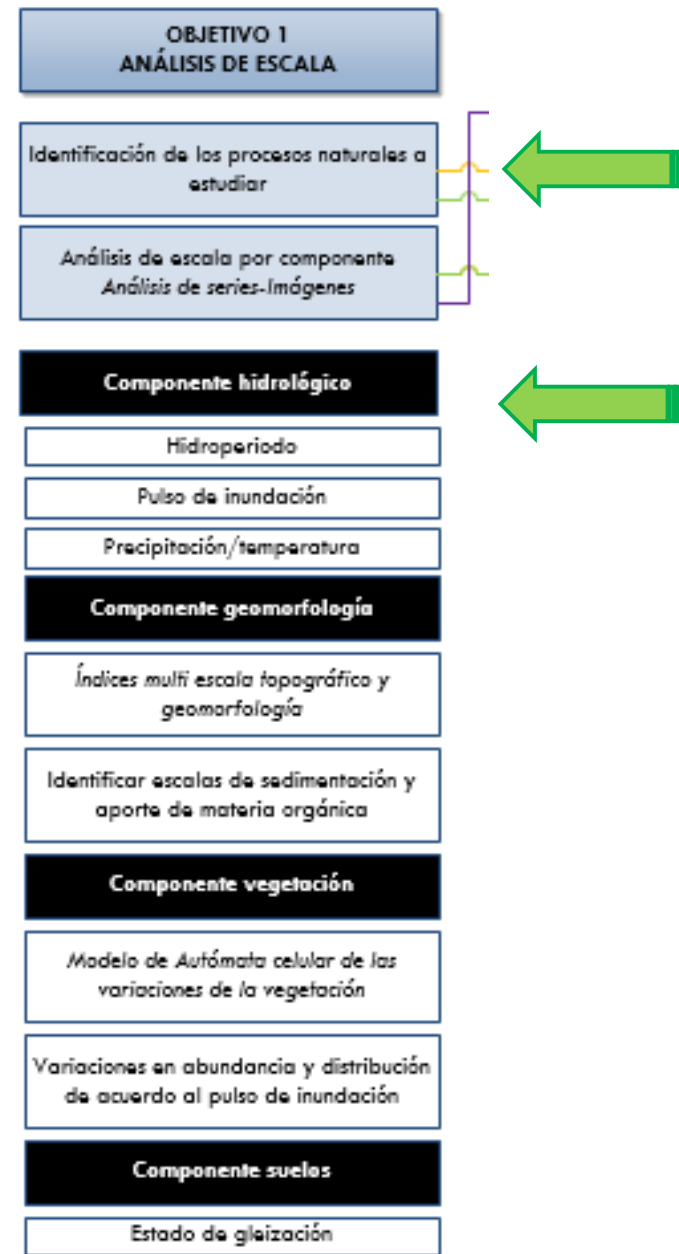 OBJETIVO 1
ANÁLISIS DE ESCALA
Identificación de los procesos naturales a
estudiar
Análisis de escala por componente
Análisis de series-Imágenes
Componente hidrológico
Hidroperiodo
Pulso de inundación
Precipitación/temperatura
Componente geomorfología
Índices multi escala topográfico y
geomorfología
Identificar escalas de sedimentación y
aporte de materia orgánica
Componente vegetación
Modelo de Autómata celular de las
variaciones de la vegetación
Variaciones en abundancia y distribución
de acuerdo al pulso de inundación
Componente suelos
Estado de gleización